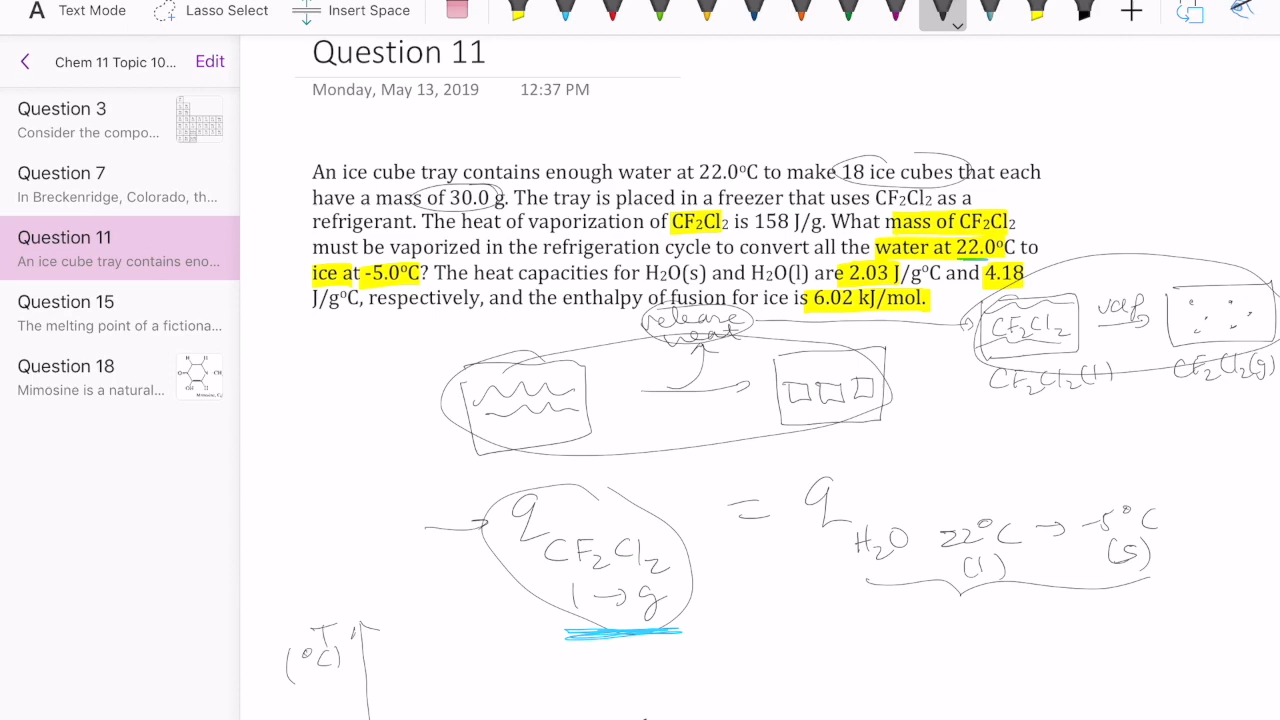 A Text Mode Lasso Select Insert Space
Chem 11 Topic 10... Edit
Question 3
Consider the compo...
Question 7
In Breckenridge, Colorado, th...
Question 11
An ice cube tray contains eno...
Question 15
The melting point of a fictiona...
Question 18
Mimosine is a natural...
Question 11
Monday, May 13, 2019 12:37 PM
An ice cube tray contains enough water at 22.0°C to make 18 ice cubes that each
have a mass of 30.0 g. The tray is placed in a freezer that uses CF₂Cl₂ as a
refrigerant. The heat of vaporization of CF₂Cl₂ is 158 J/g. What mass of CF₂Cl₂
must be vaporized in the refrigeration cycle to convert all the water at 22.0°C to
ice at -5.0°C? The heat capacities for H₂O(s) and H₂O(l) are 2.03 J/g°C and 4.18
J/g°C, respectively, and the enthalpy of fusion for ice is 6.02 kJ/mol.
release
heat
CF₂Cl₂ vap
CF₂Cl₂(l) CF₂Cl₂(g)
q = q
CF₂Cl₂ H₂O 22°C → -5°C
l → g (l) (s)
T
(°C)